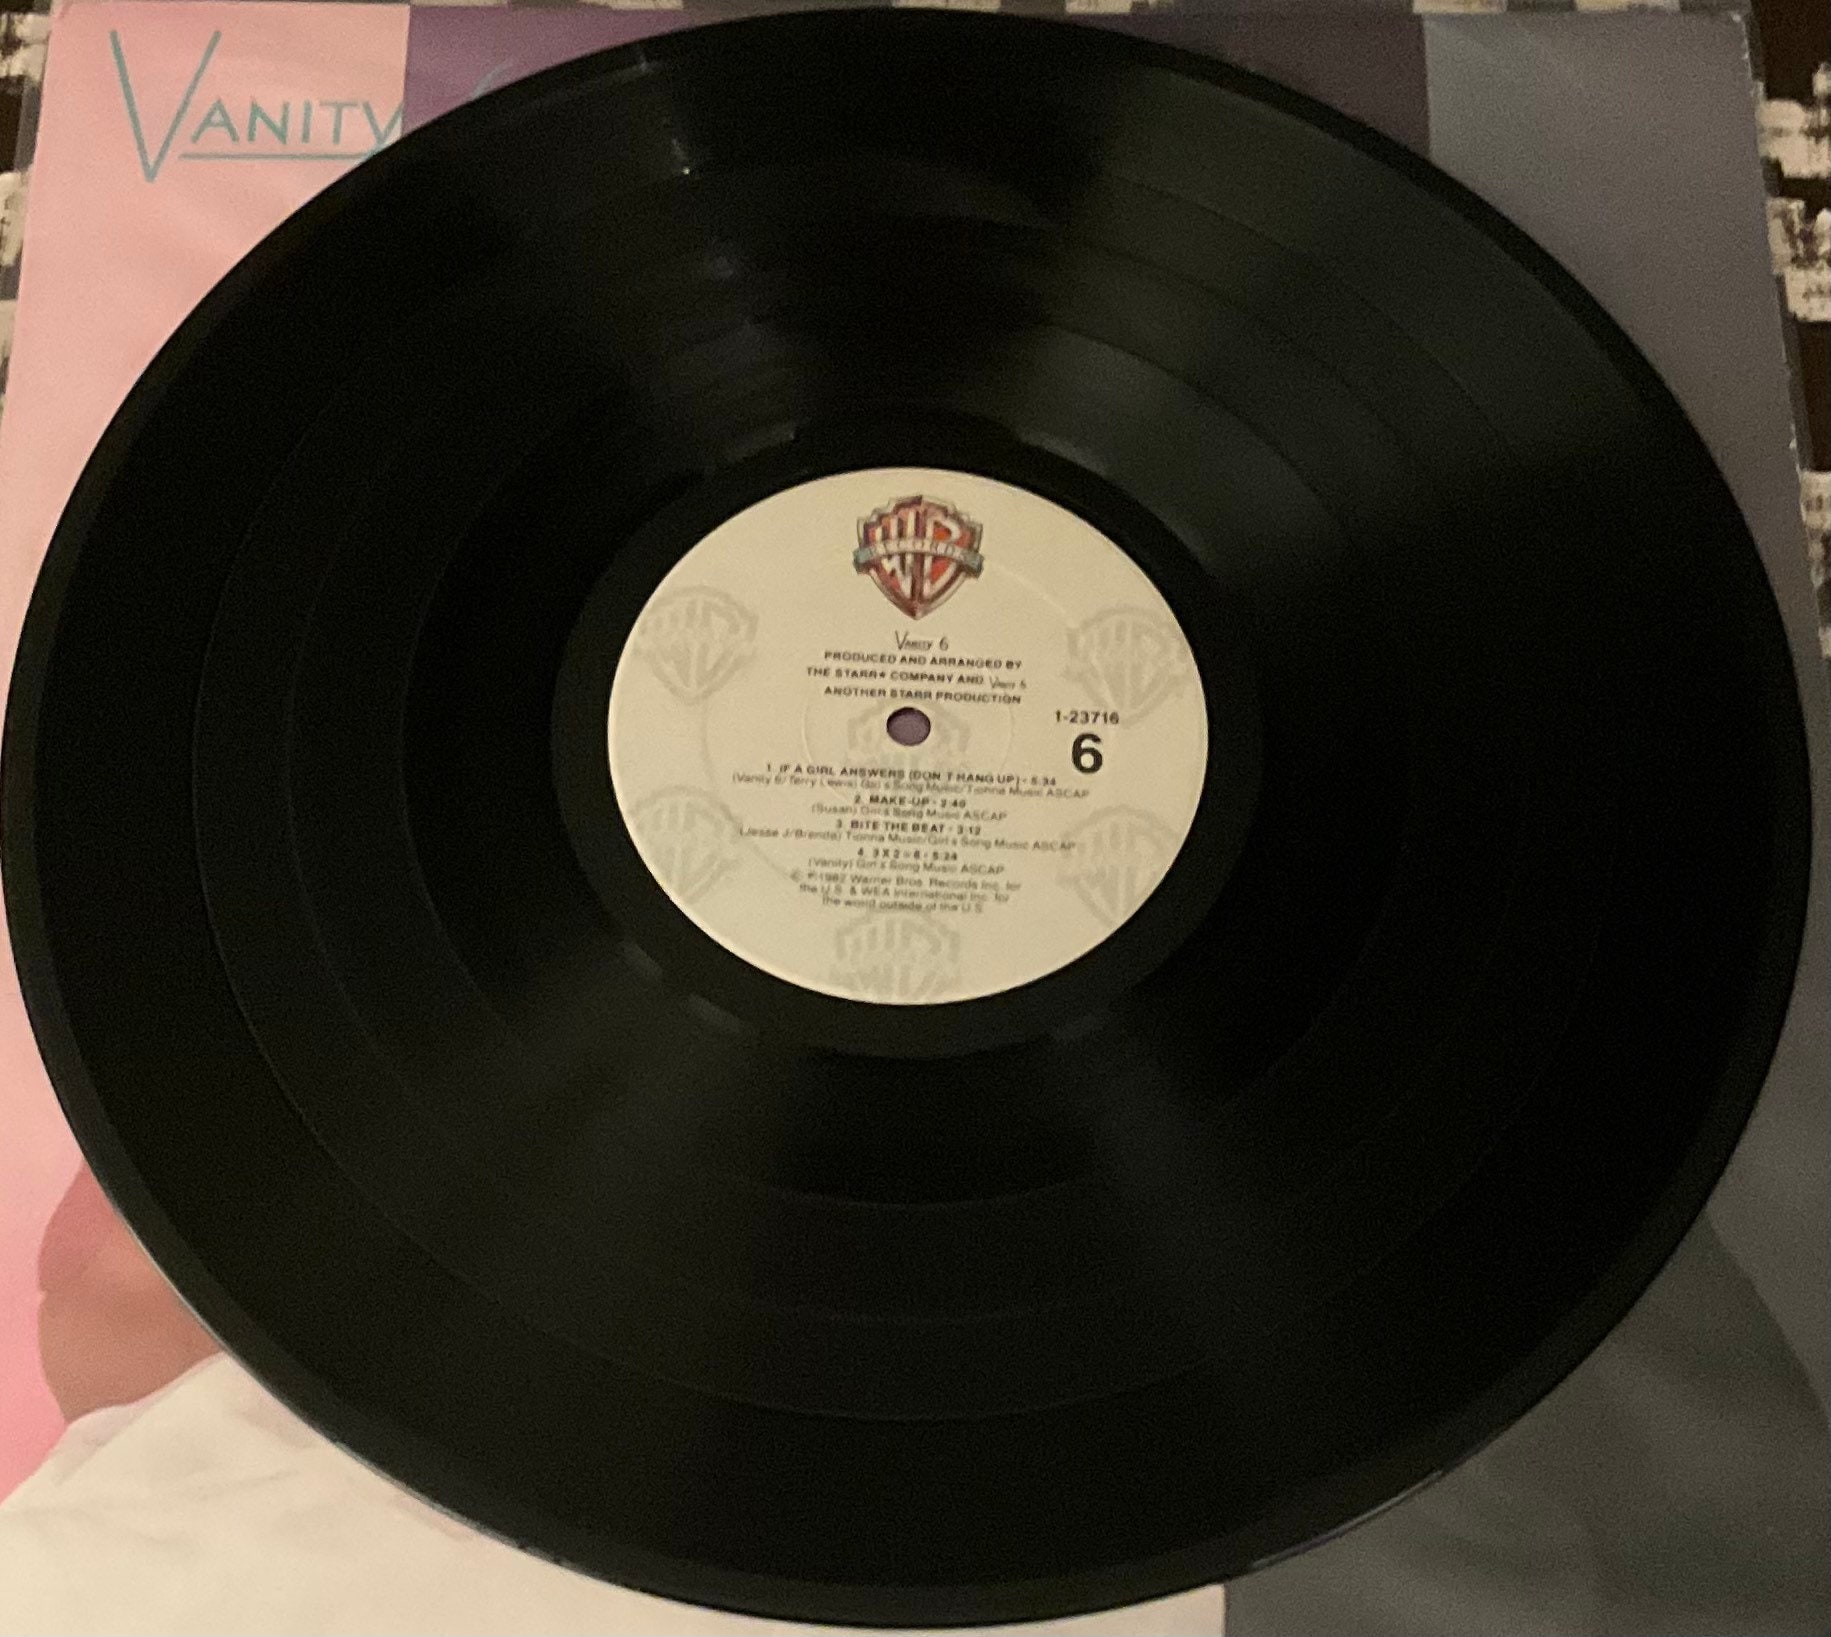 VANITY
WB
RECORDS
Vanity 6
PRODUCED AND ARRANGED BY
THE STARR★ COMPANY AND Vanity 6
ANOTHER STARR PRODUCTION
1-23716
6
1. IF A GIRL ANSWERS (DON'T HANG UP) - 5:34
(Vanity 6/Terry Lewis) Girl's Song Music/Tionna Music ASCAP
2. MAKE-UP - 2:40
(Susan) Girl's Song Music ASCAP
3. BITE THE BEAT - 3:12
(Jesse J/Brenda) Tionna Music/Girl's Song Music ASCAP
4. 3 X 2 = 6 - 5:24
(Vanity) Girl's Song Music ASCAP
© ℗ 1982 Warner Bros. Records Inc. for
the U.S. & WEA International Inc. for
the world outside of the U.S.